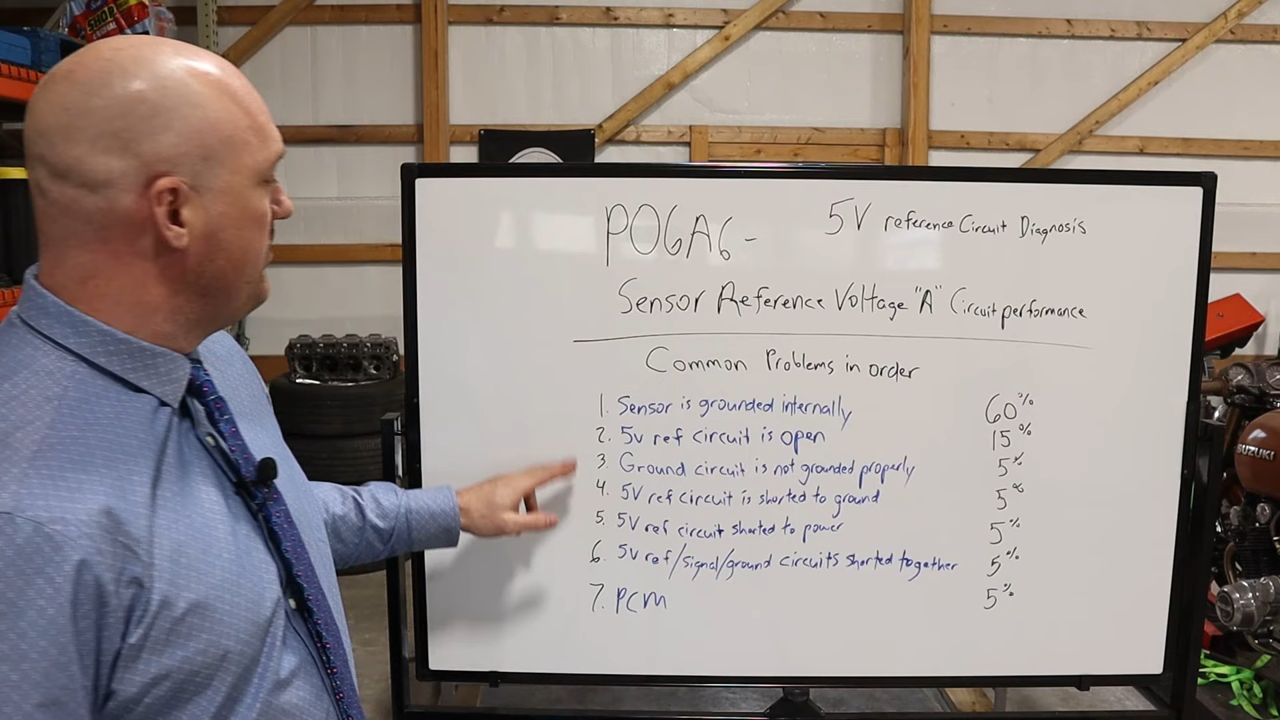 P06A6 - 5V reference Circuit Diagnosis
Sensor Reference Voltage "A" Circuit performance
Common Problems in order
1. Sensor is grounded internally 60%
2. 5v ref circuit is open 15%
3. Ground circuit is not grounded properly 5%
4. 5V ref circuit is shorted to ground 5%
5. 5V ref circuit shorted to power 5%
6. 5V ref/signal/ground circuits shorted together 5%
7. PCM 5%
SUZUKI